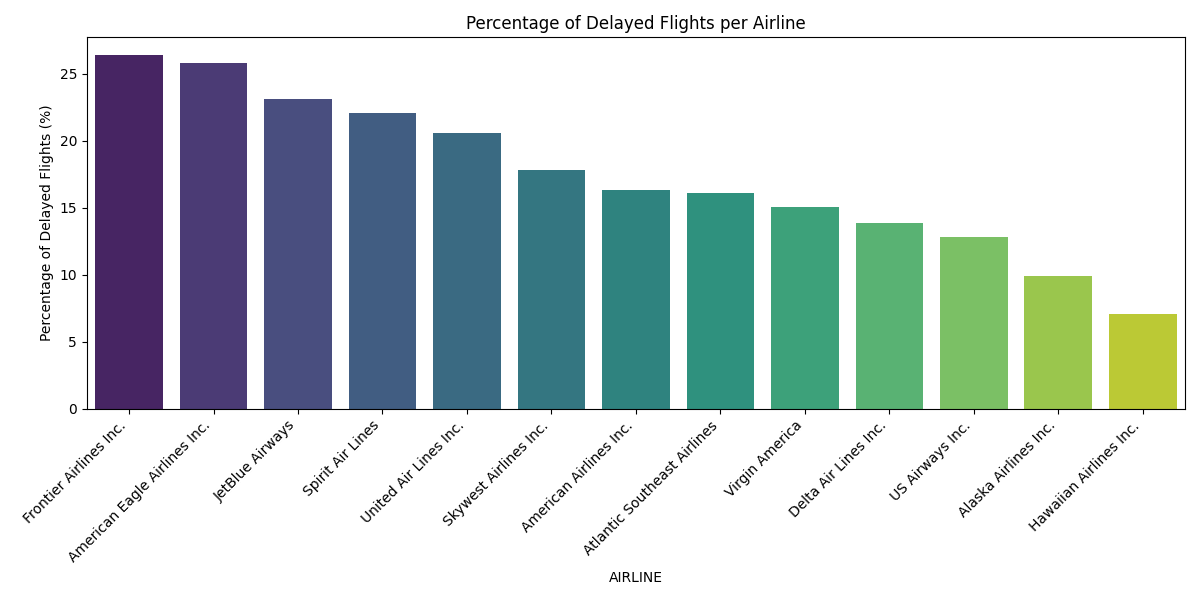 Percentage of Delayed Flights per Airline
Percentage of Delayed Flights (%)
25
20
15
10
5
0
Frontier Airlines Inc.
American Eagle Airlines Inc.
JetBlue Airways
Spirit Air Lines
United Air Lines Inc.
Skywest Airlines Inc.
American Airlines Inc.
Atlantic Southeast Airlines
Virgin America
Delta Air Lines Inc.
US Airways Inc.
Alaska Airlines Inc.
Hawaiian Airlines Inc.
AIRLINE